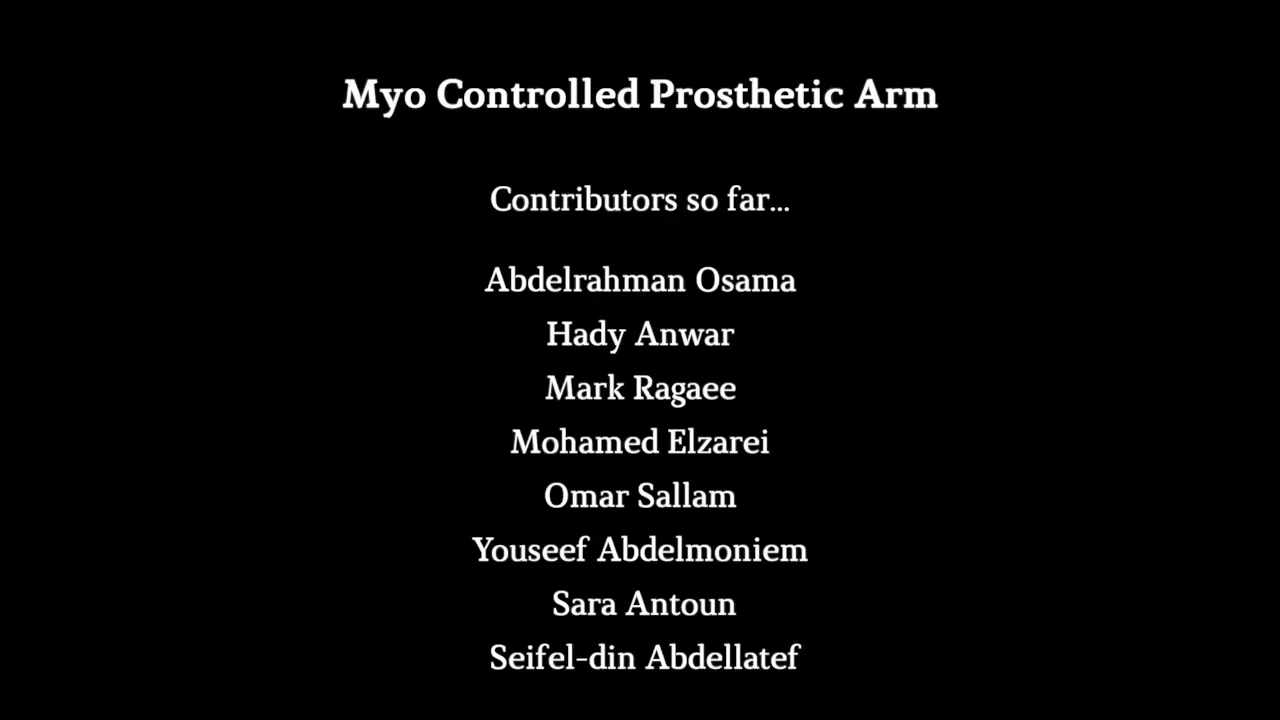 Myo Controlled Prosthetic Arm
Contributors so far...
Abdelrahman Osama
Hady Anwar
Mark Ragaee
Mohamed Elzarei
Omar Sallam
Youseef Abdelmoniem
Sara Antoun
Seifel-din Abdellatef